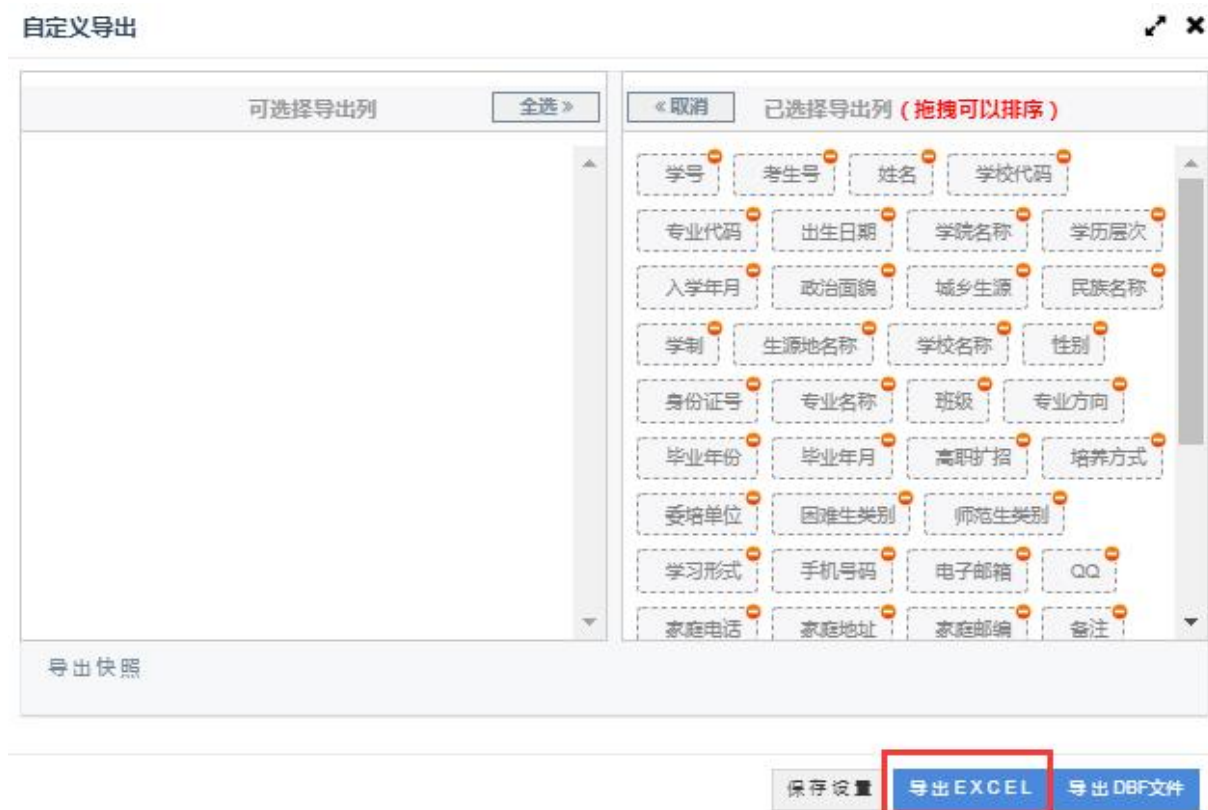 自定义导出
可选择导出列 全选» «取消 已选择导出列(拖拽可以排序)
学号 考生号 姓名 学校代码
专业代码 出生日期 学院名称 学历层次
入学年月 政治面貌 城乡生源 民族名称
学制 生源地名称 学校名称 性别
身份证号 专业名称 班级 专业方向
毕业年份 毕业年月 高职扩招 培养方式
委培单位 困难生类别 师范生类别
学习形式 手机号码 电子邮箱 QQ
家庭电话 家庭地址 家庭邮编 备注
导出快照
保存设置 导出EXCEL 导出DBF文件